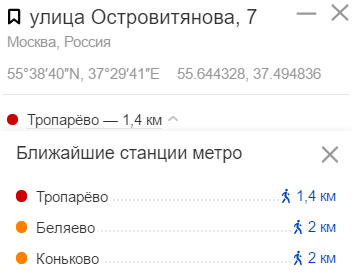 улица Островитянова, 7
Москва, Россия
55°38′40″N, 37°29′41″E 55.644328, 37.494836
Тропарёво — 1,4 км
Ближайшие станции метро
Тропарёво 1,4 км
Беляево 2 км
Коньково 2 км